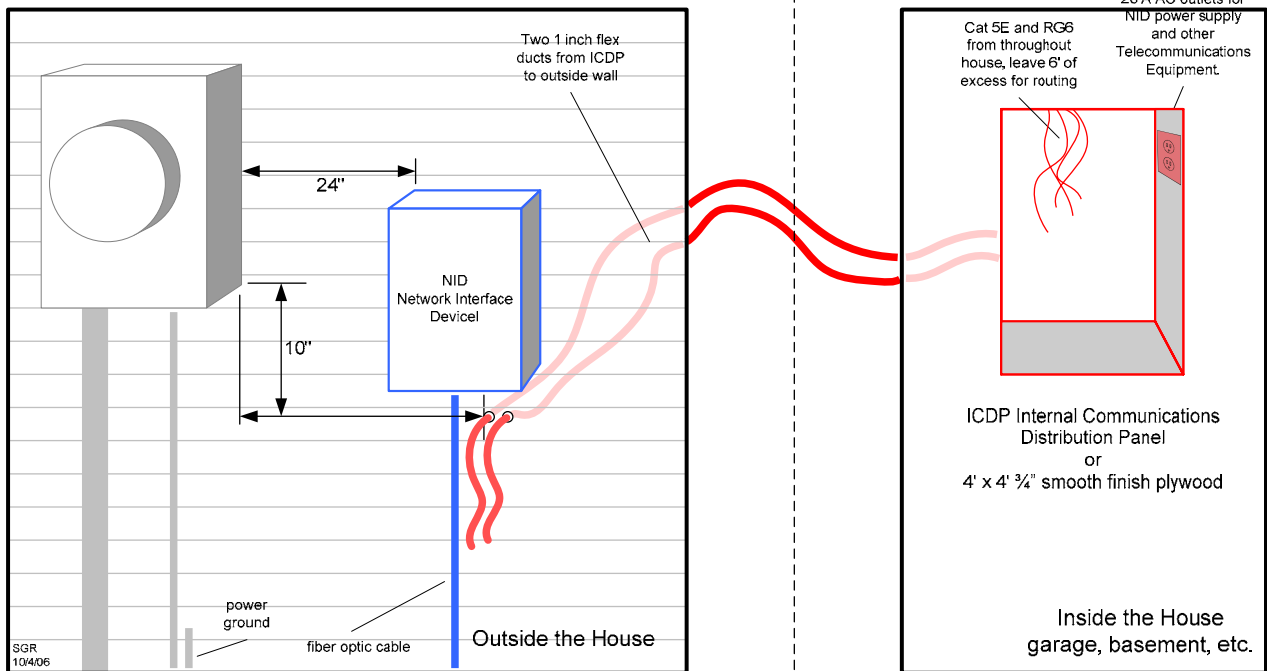 Two 1 inch flex
ducts from ICDP
to outside wall
24"
NID
Network Interface
Devicel
10"
power
ground
fiber optic cable
Outside the House
SGR
10/4/06
Cat 5E and RG6
from throughout
house, leave 6' of
excess for routing
20 A AC outlets for
NID power supply
and other
Telecommunications
Equipment.
ICDP Internal Communications
Distribution Panel
or
4' x 4' ¾" smooth finish plywood
Inside the House
garage, basement, etc.